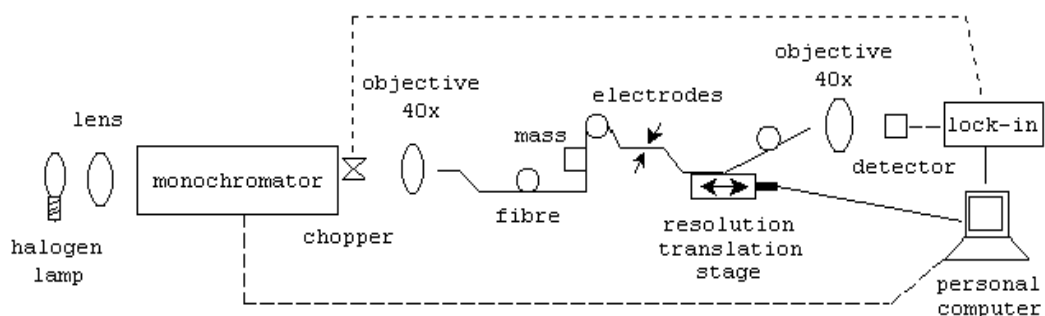 halogen
lamp
lens
monochromator
chopper
objective
40x
fibre
mass
electrodes
resolution
translation
stage
objective
40x
detector
lock-in
personal
computer